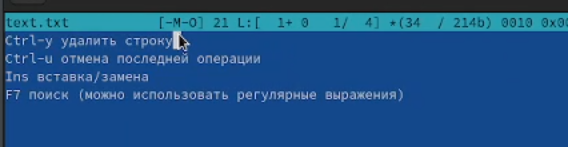 text.txt [-M-O] 21 L:[ 1+ 0 1/ 4] *(34 / 214b) 0010 0x00
Ctrl-y удалить строку
Ctrl-u отмена последней операции
Ins вставка/замена
F7 поиск (можно использовать регулярные выражения)